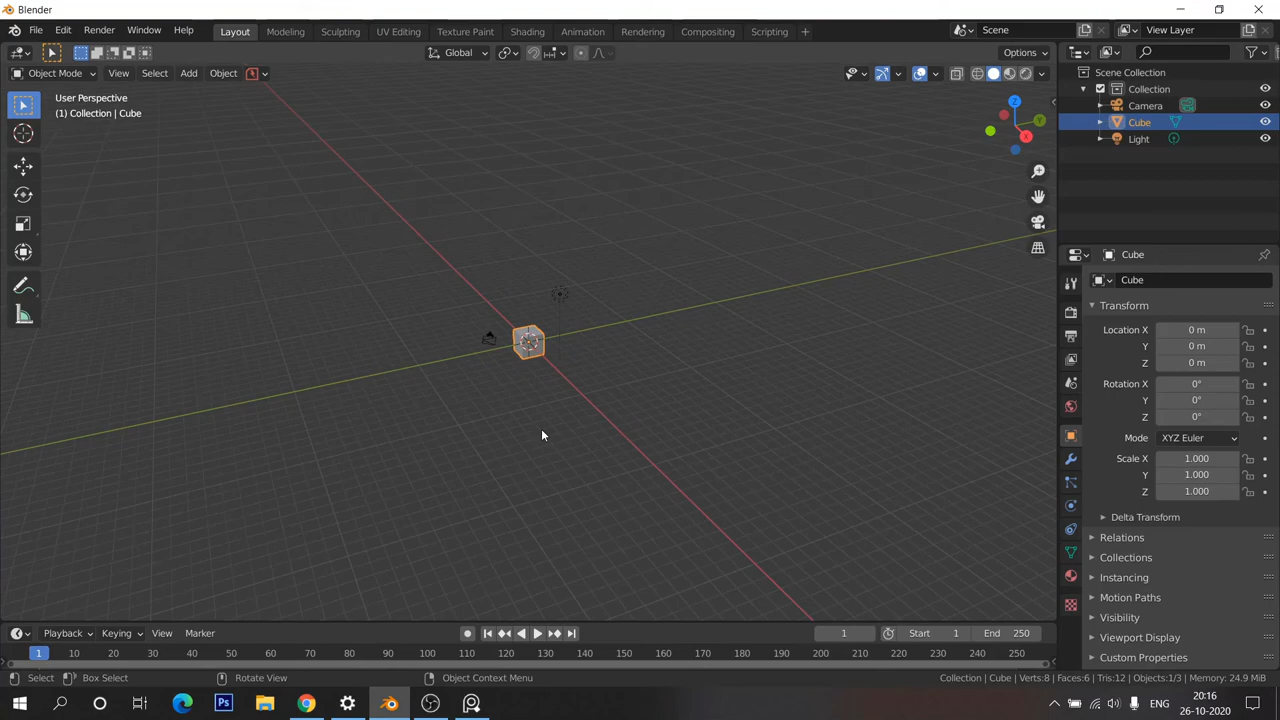 Blender
File Edit Render Window Help Layout Modeling Sculpting UV Editing Texture Paint Shading Animation Rendering Compositing Scripting + Scene View Layer
Global Options
Object Mode View Select Add Object
User Perspective
(1) Collection | Cube
Z
Y
X
Scene Collection
Collection
Camera
Cube
Light
Cube
Cube
Transform
Location X 0 m
Y 0 m
Z 0 m
Rotation X 0°
Y 0°
Z 0°
Mode XYZ Euler
Scale X 1.000
Y 1.000
Z 1.000
Delta Transform
Relations
Collections
Instancing
Motion Paths
Visibility
Viewport Display
Custom Properties
Playback Keying View Marker 1 Start 1 End 250
1 10 20 30 40 50 60 70 80 90 100 110 120 130 140 150 160 170 180 190 200 210 220 230 240 250
Select Box Select Rotate View Object Context Menu Collection | Cube | Verts:8 | Faces:6 | Tris:12 | Objects:1/3 | Memory: 24.9 MiB
Ps ENG 20:16
26-10-2020